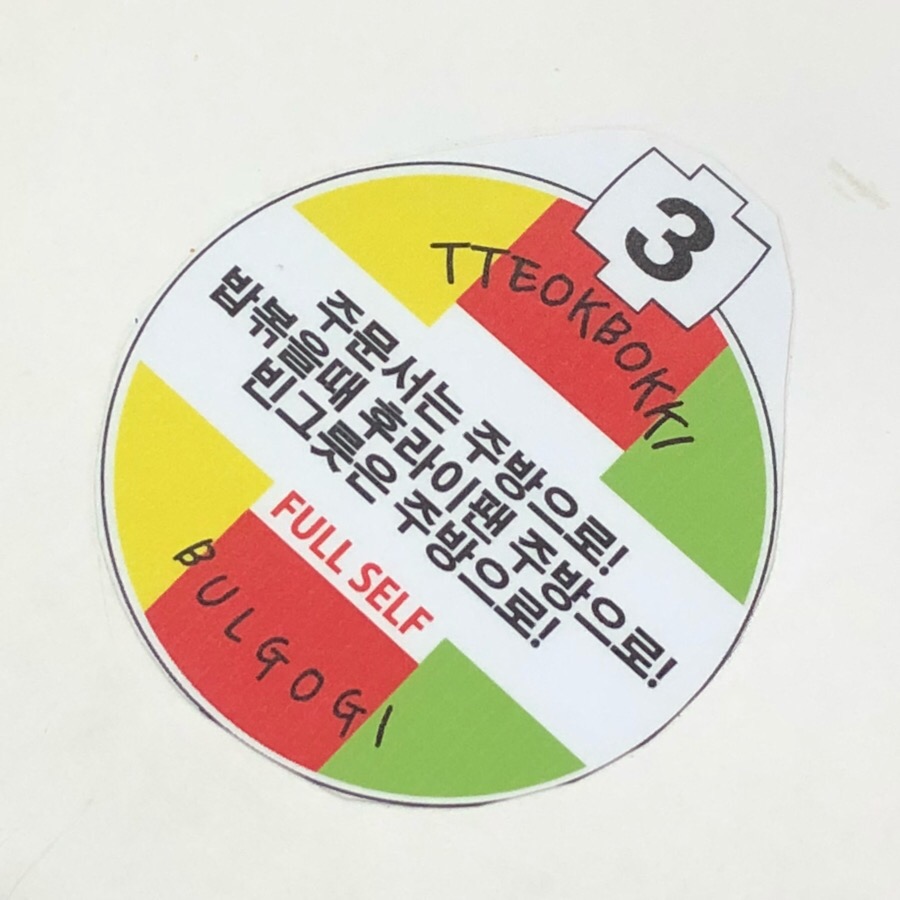 3
TTEOKBOKKI
주문서는 주방으로!
밥볶을때 후라이팬 주방으로!
빈그릇은 주방으로!
FULL SELF
BULGOGI